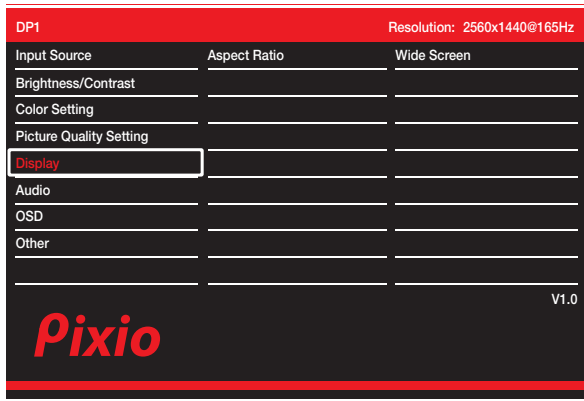 DP1 Resolution: 2560x1440@165Hz
Input Source Aspect Ratio Wide Screen
Brightness/Contrast
Color Setting
Picture Quality Setting
Display
Audio
OSD
Other
V1.0
Pixio